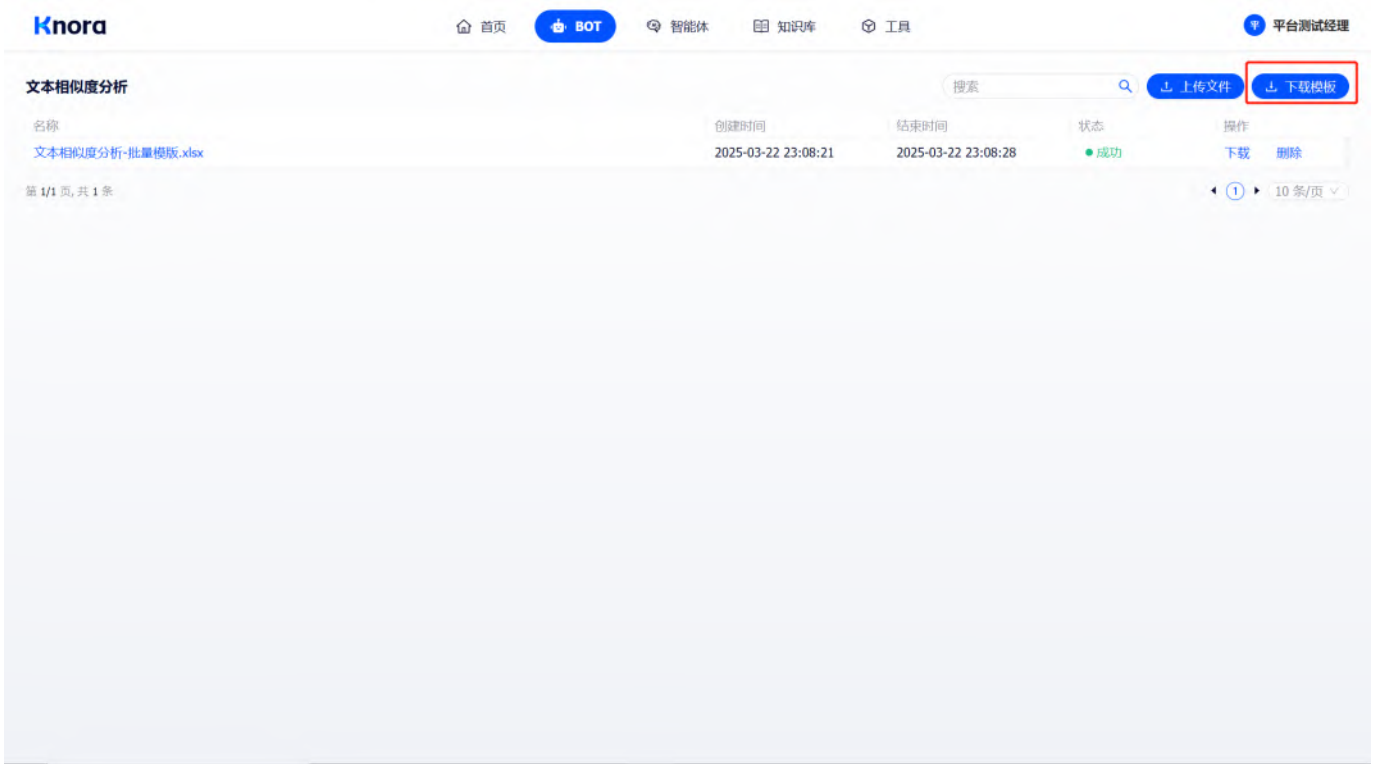 Knora 首页 BOT 智能体 知识库 工具 平 平台测试经理
文本相似度分析 搜索 上传文件 下载模板
名称 创建时间 结束时间 状态 操作
文本相似度分析-批量模版.xlsx 2025-03-22 23:08:21 2025-03-22 23:08:28 成功 下载 删除
第 1/1 页, 共 1 条 1 10 条/页